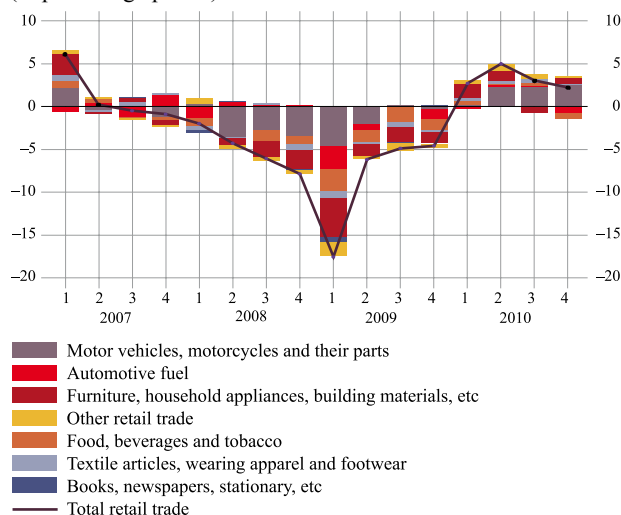 10 10
5 5
0 0
–5 –5
–10 –10
–15 –15
–20 –20
1 2 3 4 1 2 3 4 1 2 3 4 1 2 3 4
2007 2008 2009 2010
Motor vehicles, motorcycles and their parts
Automotive fuel
Furniture, household appliances, building materials, etc
Other retail trade
Food, beverages and tobacco
Textile articles, wearing apparel and footwear
Books, newspapers, stationary, etc
Total retail trade